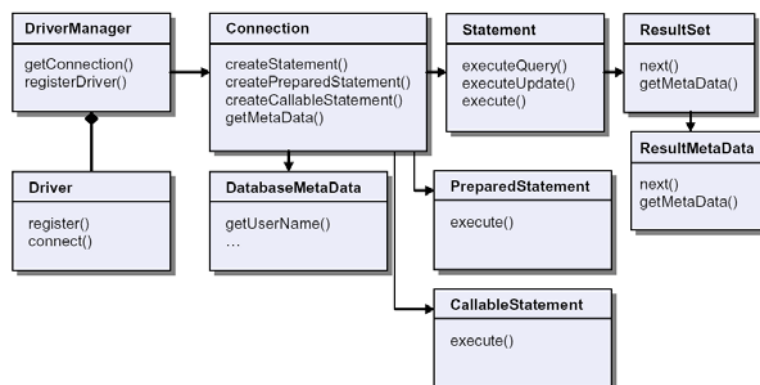 DriverManager
getConnection()
registerDriver()
Connection
createStatement()
createPreparedStatement()
createCallableStatement()
getMetaData()
Statement
executeQuery()
executeUpdate()
execute()
ResultSet
next()
getMetaData()
ResultMetaData
next()
getMetaData()
Driver
register()
connect()
DatabaseMetaData
getUserName()
...
PreparedStatement
execute()
CallableStatement
execute()